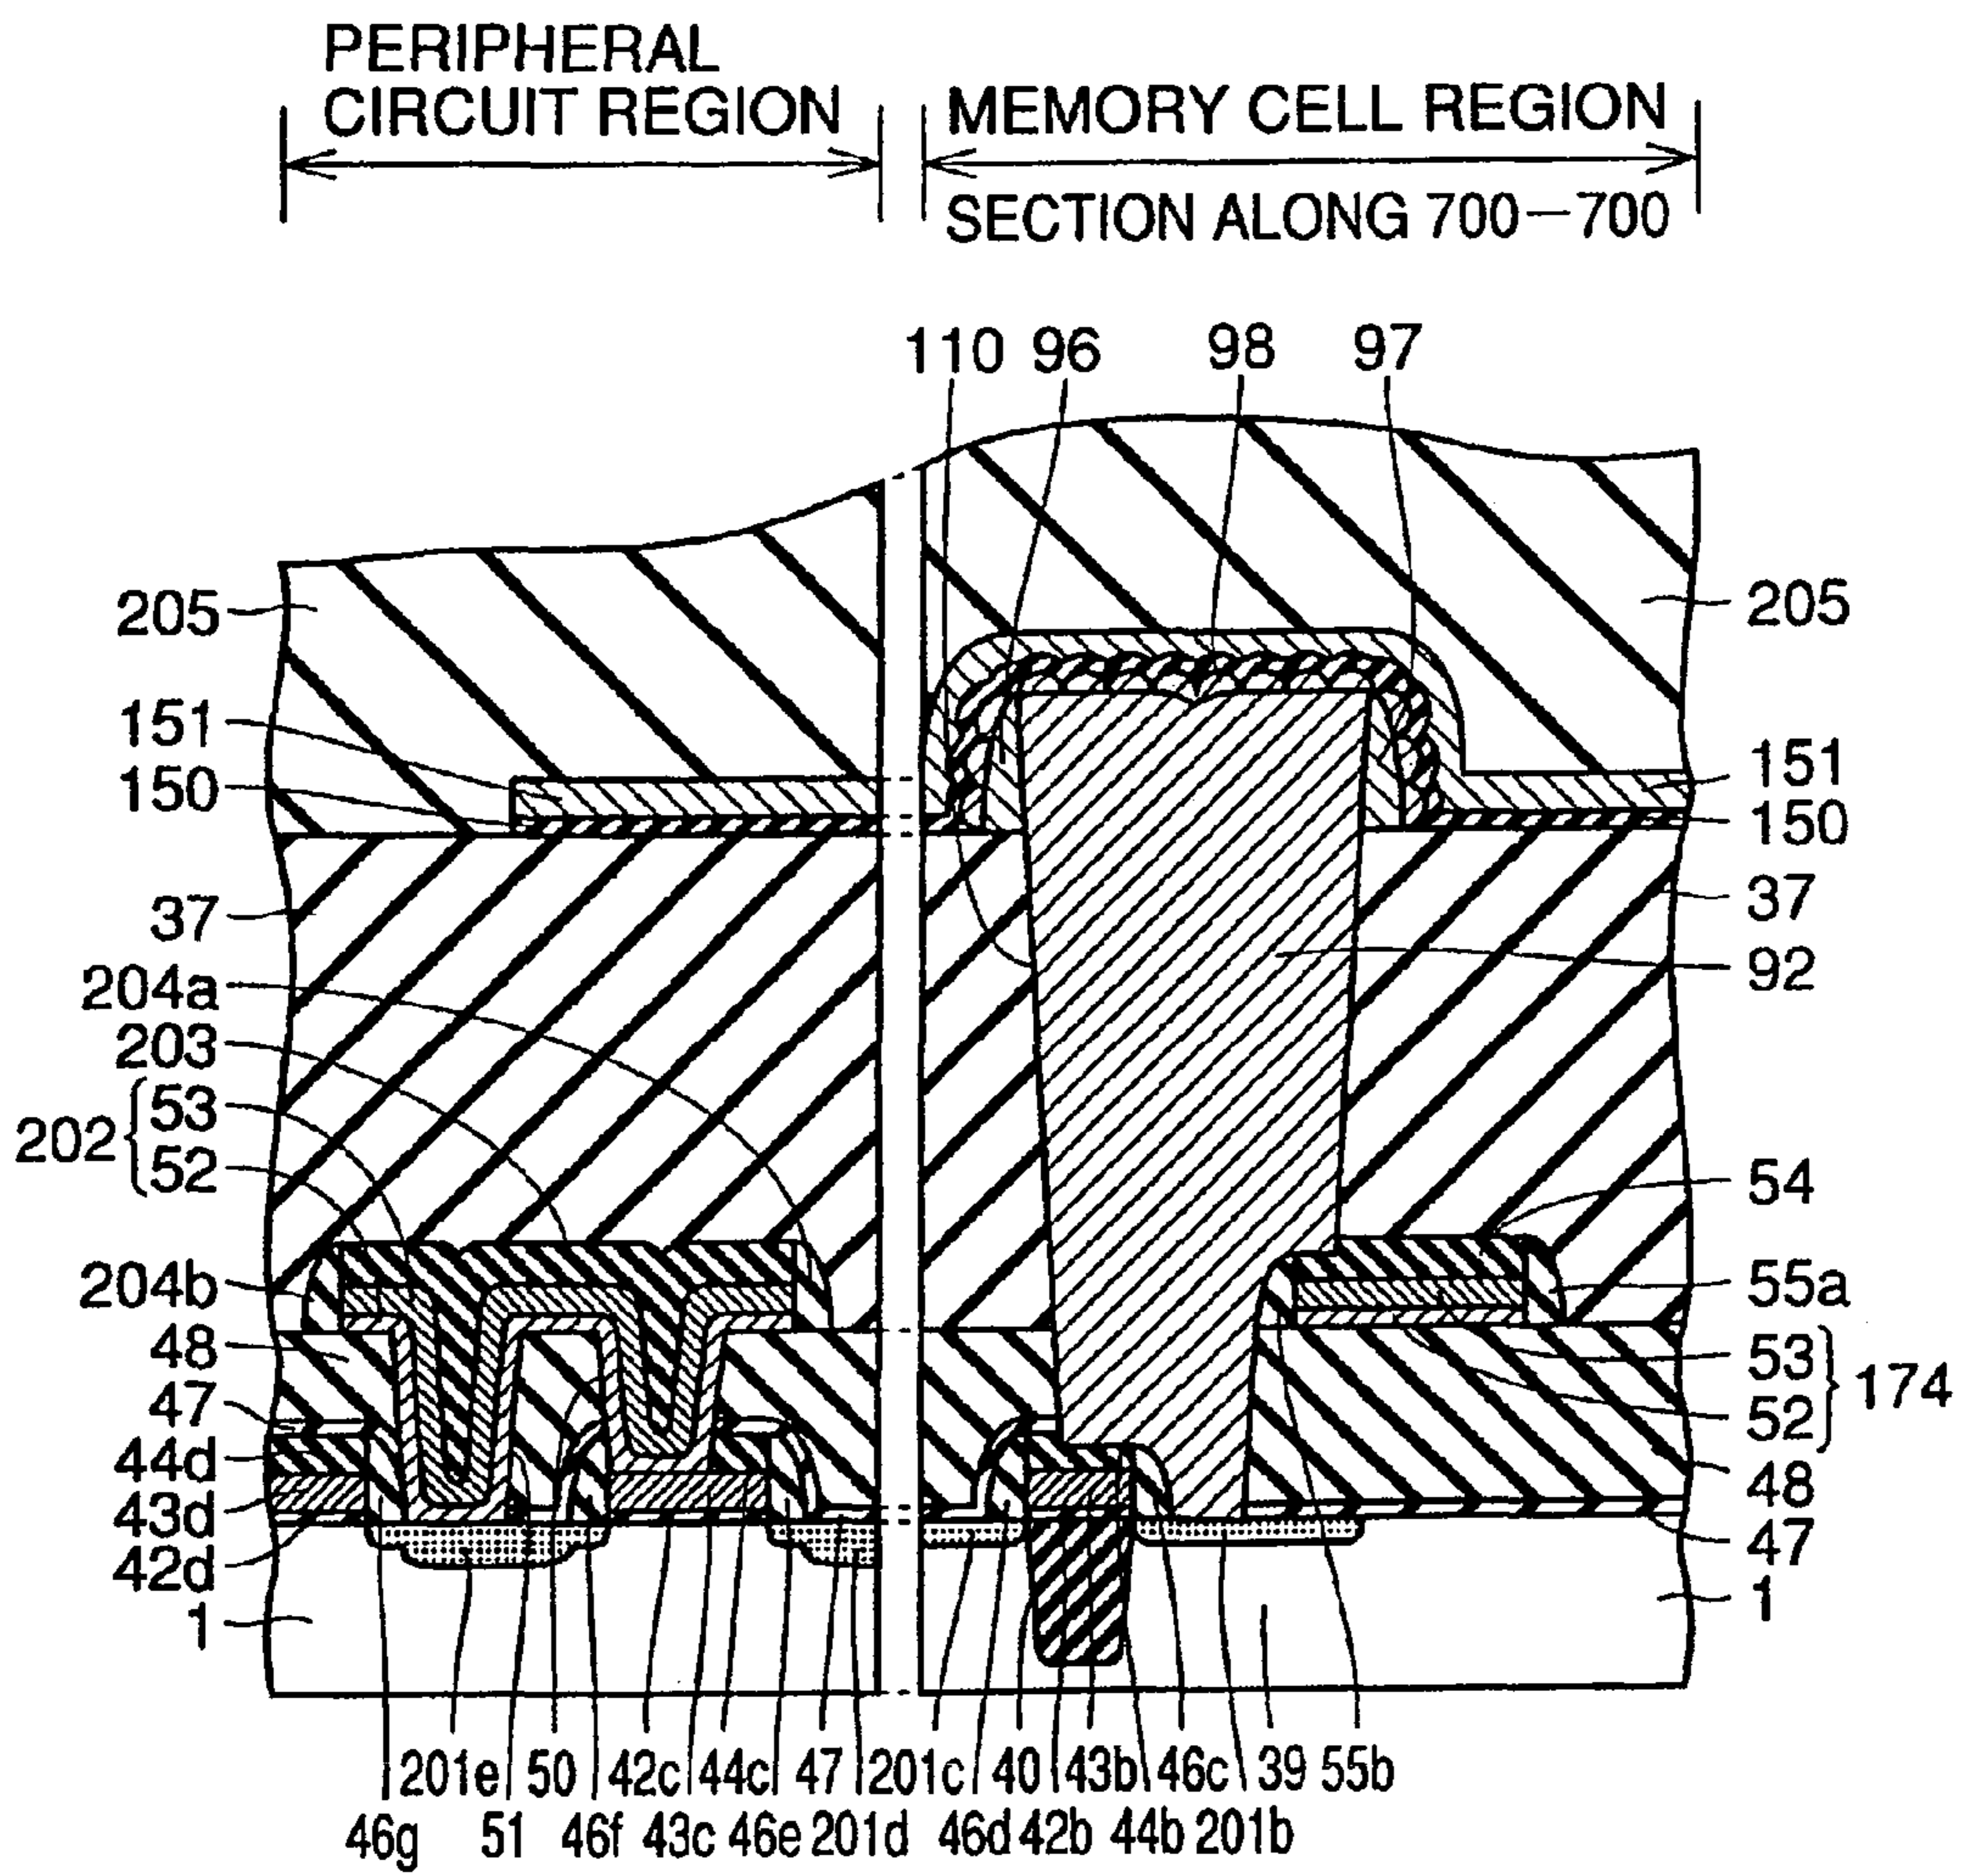 PERIPHERAL
CIRCUIT REGION
MEMORY CELL REGION
SECTION ALONG 700—700
110 96 98 97
205
151
150
37
204a
203
53
202
52
204b
48
47
44d
43d
42d
1
205
151
150
37
92
54
55a
53
174
52
48
47
1
201e 50 42c 44c 47 201c 40 43b 46c 39 55b
46g 51 46f 43c 46e 201d 46d 42b 44b 201b